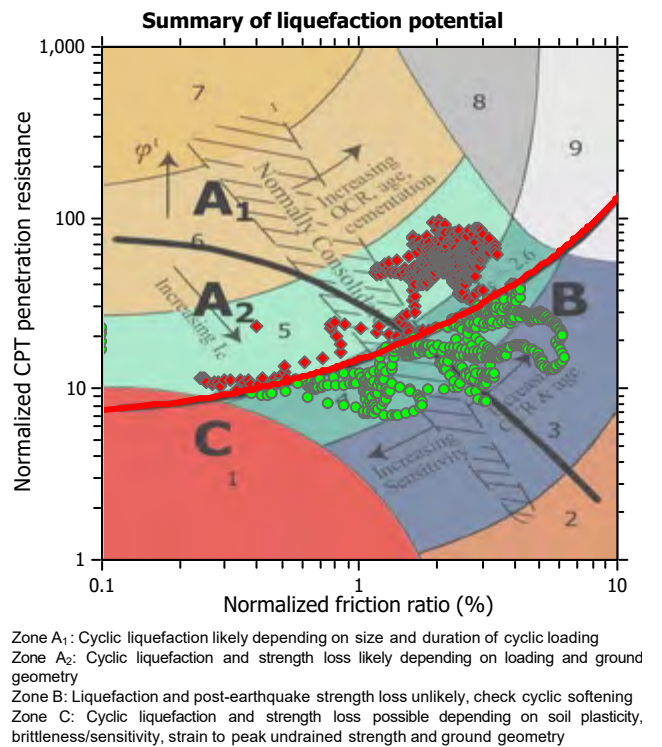 Summary of liquefaction potential
1,000
100
10
1
Normalized CPT penetration resistance
7
8
9
φ'
A1
Normally Consolid
Increasing
OCR, age,
cementation
6
A2
Increasing Ic
5
2.6
B
4
Increasing
OCR & age
C
1
Increasing
Sensitivity
3
2
0.1
1
10
Normalized friction ratio (%)
Zone A1: Cyclic liquefaction likely depending on size and duration of cyclic loading
Zone A2: Cyclic liquefaction and strength loss likely depending on loading and ground
geometry
Zone B: Liquefaction and post-earthquake strength loss unlikely, check cyclic softening
Zone C: Cyclic liquefaction and strength loss possible depending on soil plasticity,
brittleness/sensitivity, strain to peak undrained strength and ground geometry